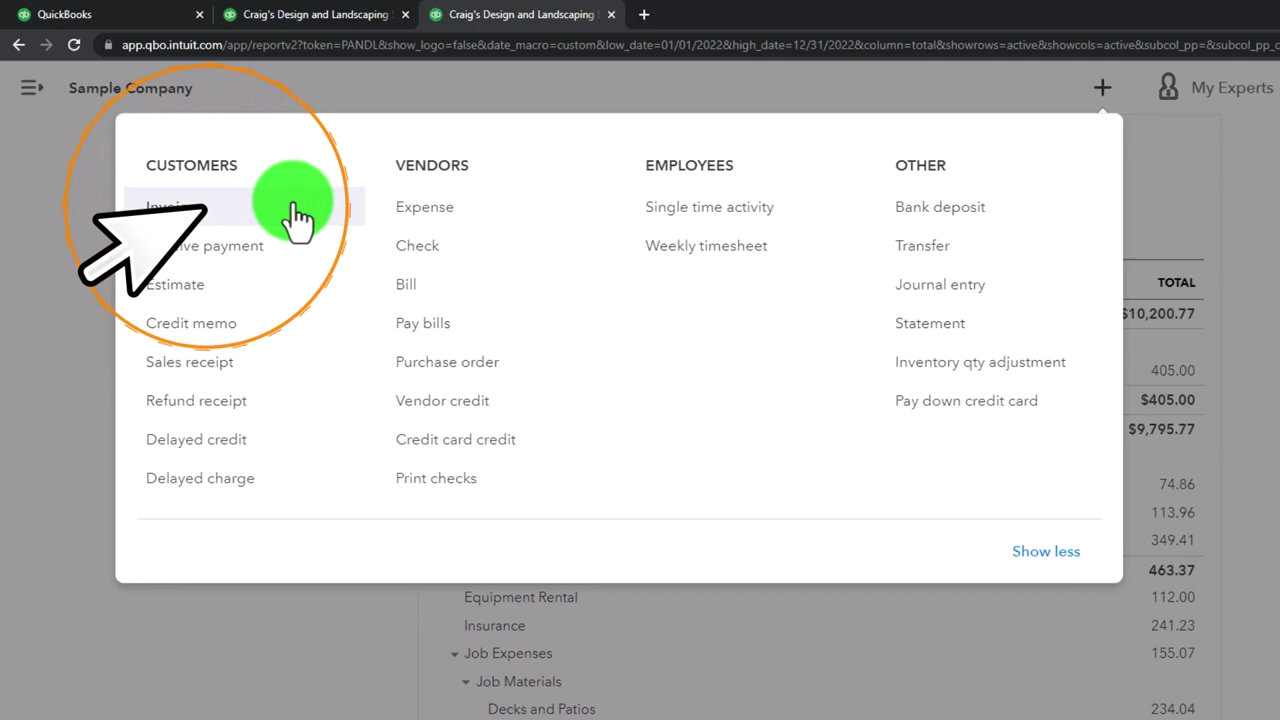 QuickBooks
Craig's Design and Landscaping
Craig's Design and Landscaping
app.qbo.intuit.com/app/reportv2?token=PANDL&show_logo=false&date_macro=custom&low_date=01/01/2022&high_date=12/31/2022&column=total&showrows=active&showcols=active&subcol_pp=&subcol_pp_c
Sample Company
My Experts
CUSTOMERS
payment
Estimate
Credit memo
Sales receipt
Refund receipt
Delayed credit
Delayed charge
VENDORS
Expense
Check
Bill
Pay bills
Purchase order
Vendor credit
Credit card credit
Print checks
EMPLOYEES
Single time activity
Weekly timesheet
OTHER
Bank deposit
Transfer
Journal entry
Statement
Inventory qty adjustment
Pay down credit card
Show less
TOTAL
$10,200.77
405.00
$405.00
$9,795.77
74.86
113.96
349.41
463.37
Equipment Rental 112.00
Insurance 241.23
Job Expenses 155.07
Job Materials
Decks and Patios 234.04